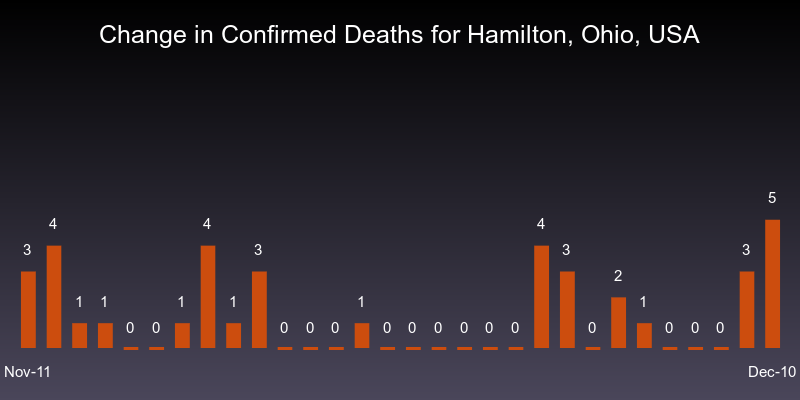 Change in Confirmed Deaths for Hamilton, Ohio, USA
3 4 1 1 0 0 1 4 1 3 0 0 0 1 0 0 0 0 0 0 4 3 0 2 1 0 0 0 3 5
Nov-11 Dec-10